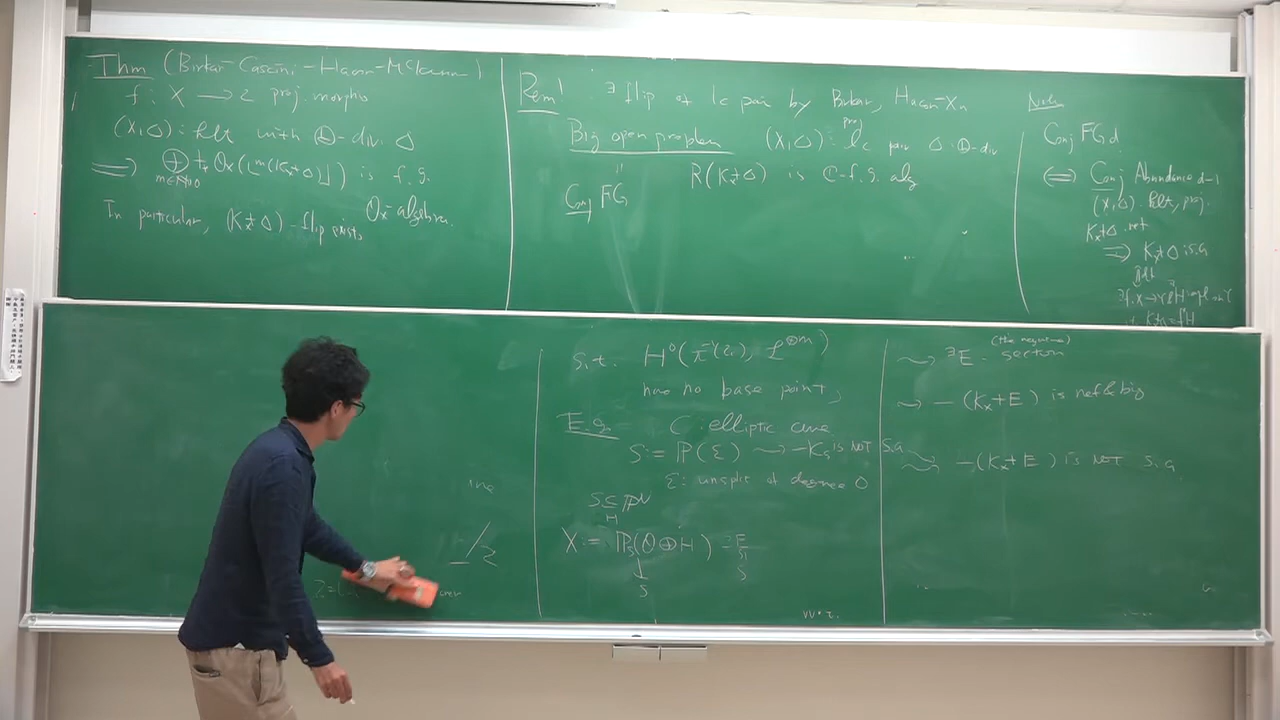 Thm (Birkar-Cascini-Hacon-McKernan)
f: X → Z proj. morphism
(X,Δ): klt with ℚ-div. Δ
⟹ ⊕_{m∈ℕ≥0} f_* O_X(⌊m(K_X+Δ)⌋) is f.g.
O_X-algebra.
In particular, (K_X+Δ)-flip exists
Rem ∃ flip of lc pair by Birkar, Hacon-Xu
Big open problem (X,Δ): proj lc pair Δ: ℚ-div
R(K_X+Δ) is ℂ-f.g. alg
Conj FG
Note
Conj FG d
⟺ Conj Abundance d-1
(X,Δ): klt, proj.
K_X+Δ nef
⟹ K_X+Δ is s.a
s.t. H⁰(π⁻¹(z), L^{⊗m})
has no base point,
E.g. C: elliptic curve
S := ℙ(ℰ) ⇝ -K_S is NOT s.a
ℰ: unsplit of degree 0
S ⊆ ℙ^N
H
X := ℙ_S(O⊕H) ⊃ E
↓
S
S
⇝ ∃E: section
(the negative)
⇝ -(K_X+E) is nef & big
⇝ -(K_X+E) is NOT s.a